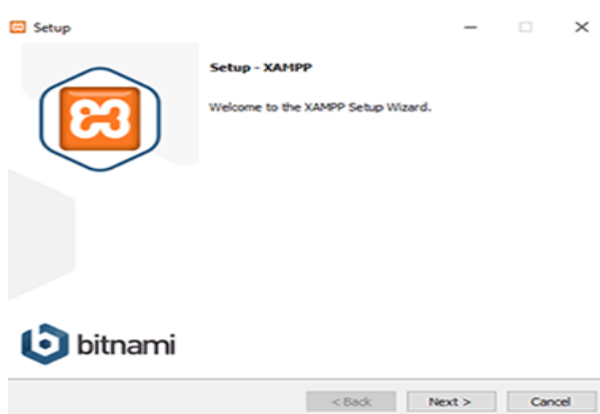 Setup
Setup - XAMPP
Welcome to the XAMPP Setup Wizard.
bitnami
< Back
Next >
Cancel